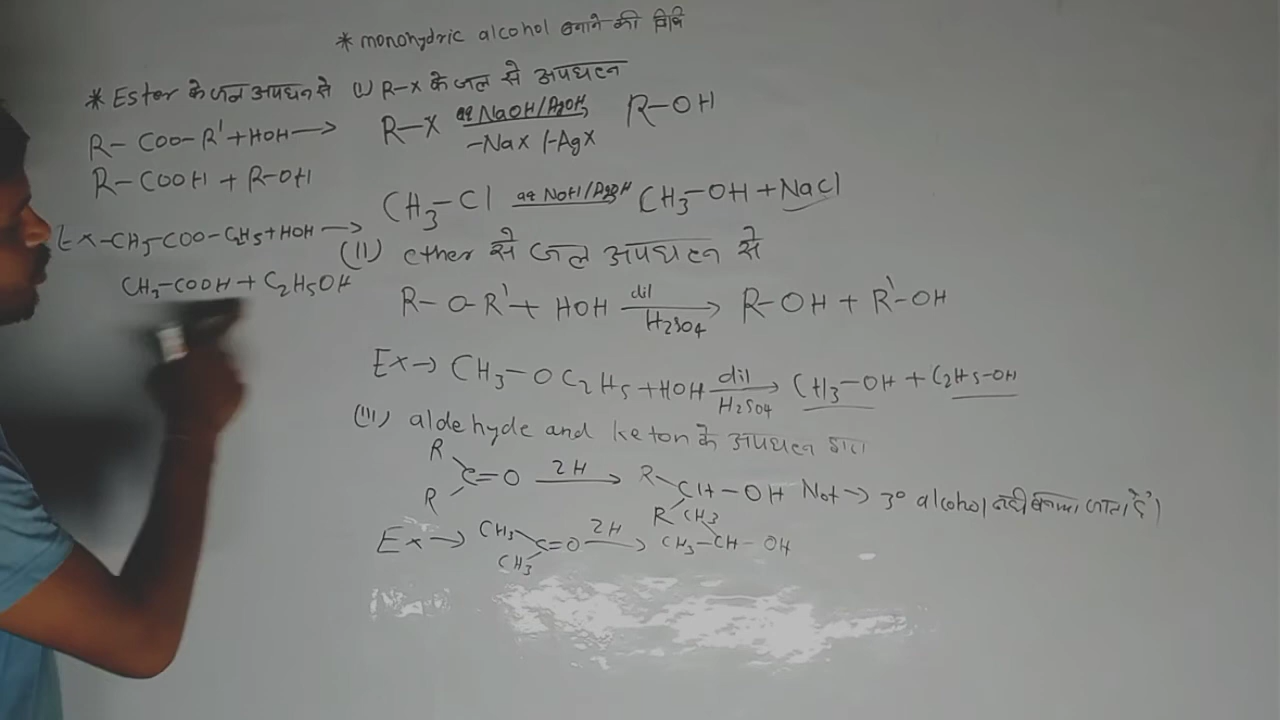 * monohydric alcohol बनाने की विधि
* Ester के जल अपघटन से
R-COO-R'+HOH→
R-COOH + R-OH
Ex-CH3-COO-C2H5+HOH→
CH3-COOH + C2H5OH
(I) R-X के जल से अपघटन
R-X aq NaOH/AgOH R-OH
-NaX /-AgX
CH3-Cl aq NaOH/AgOH CH3-OH + NaCl
(II) ether से जल अपघटन से
R-O-R'+ HOH dil → R-OH + R'-OH
H2SO4
Ex→ CH3-O C2H5 +HOH dil → CH3-OH + C2H5-OH
H2SO4
(III) aldehyde and keton के अपघटन द्वारा
R R C=O 2H → R R CH-OH Not→ 3° alcohol नहीं बनाया जाता है।
Ex→ CH3 CH3 C=O 2H → CH3 CH3-CH-OH